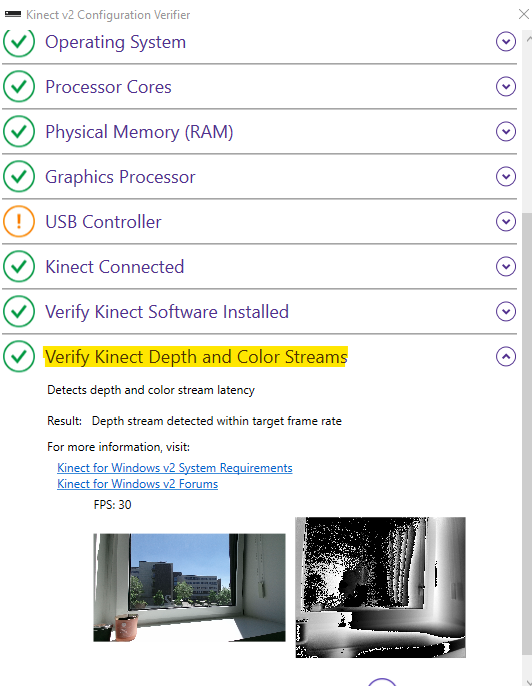 Kinect v2 Configuration Verifier
Operating System
Processor Cores
Physical Memory (RAM)
Graphics Processor
USB Controller
Kinect Connected
Verify Kinect Software Installed
Verify Kinect Depth and Color Streams
Detects depth and color stream latency
Result: Depth stream detected within target frame rate
For more information, visit:
Kinect for Windows v2 System Requirements
Kinect for Windows v2 Forums
FPS: 30